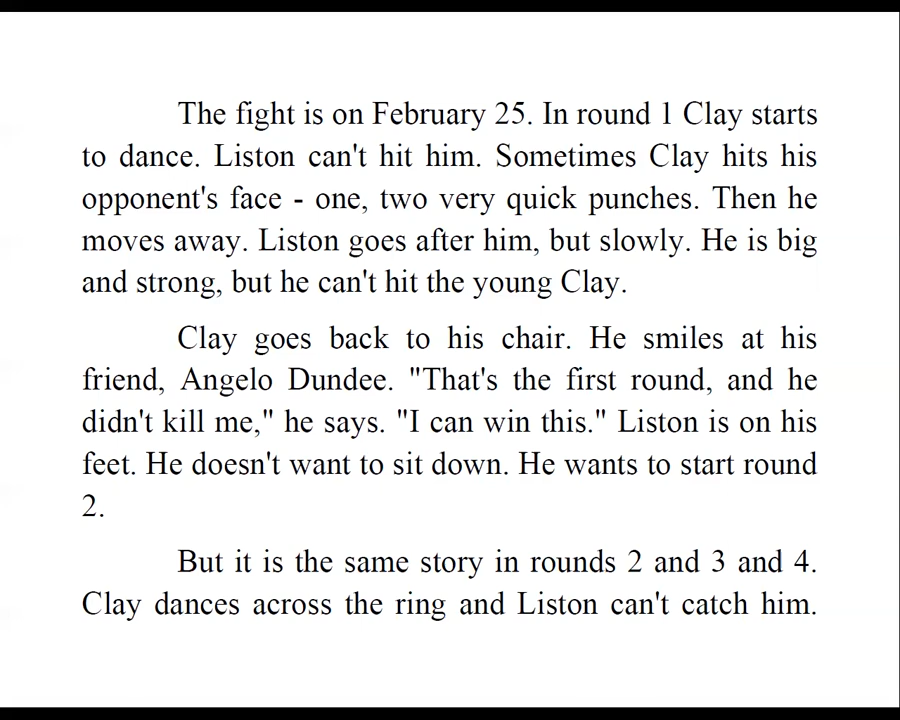 The fight is on February 25. In round 1 Clay starts
to dance. Liston can't hit him. Sometimes Clay hits his
opponent's face - one, two very quick punches. Then he
moves away. Liston goes after him, but slowly. He is big
and strong, but he can't hit the young Clay.
Clay goes back to his chair. He smiles at his
friend, Angelo Dundee. "That's the first round, and he
didn't kill me," he says. "I can win this." Liston is on his
feet. He doesn't want to sit down. He wants to start round
2.
But it is the same story in rounds 2 and 3 and 4.
Clay dances across the ring and Liston can't catch him.